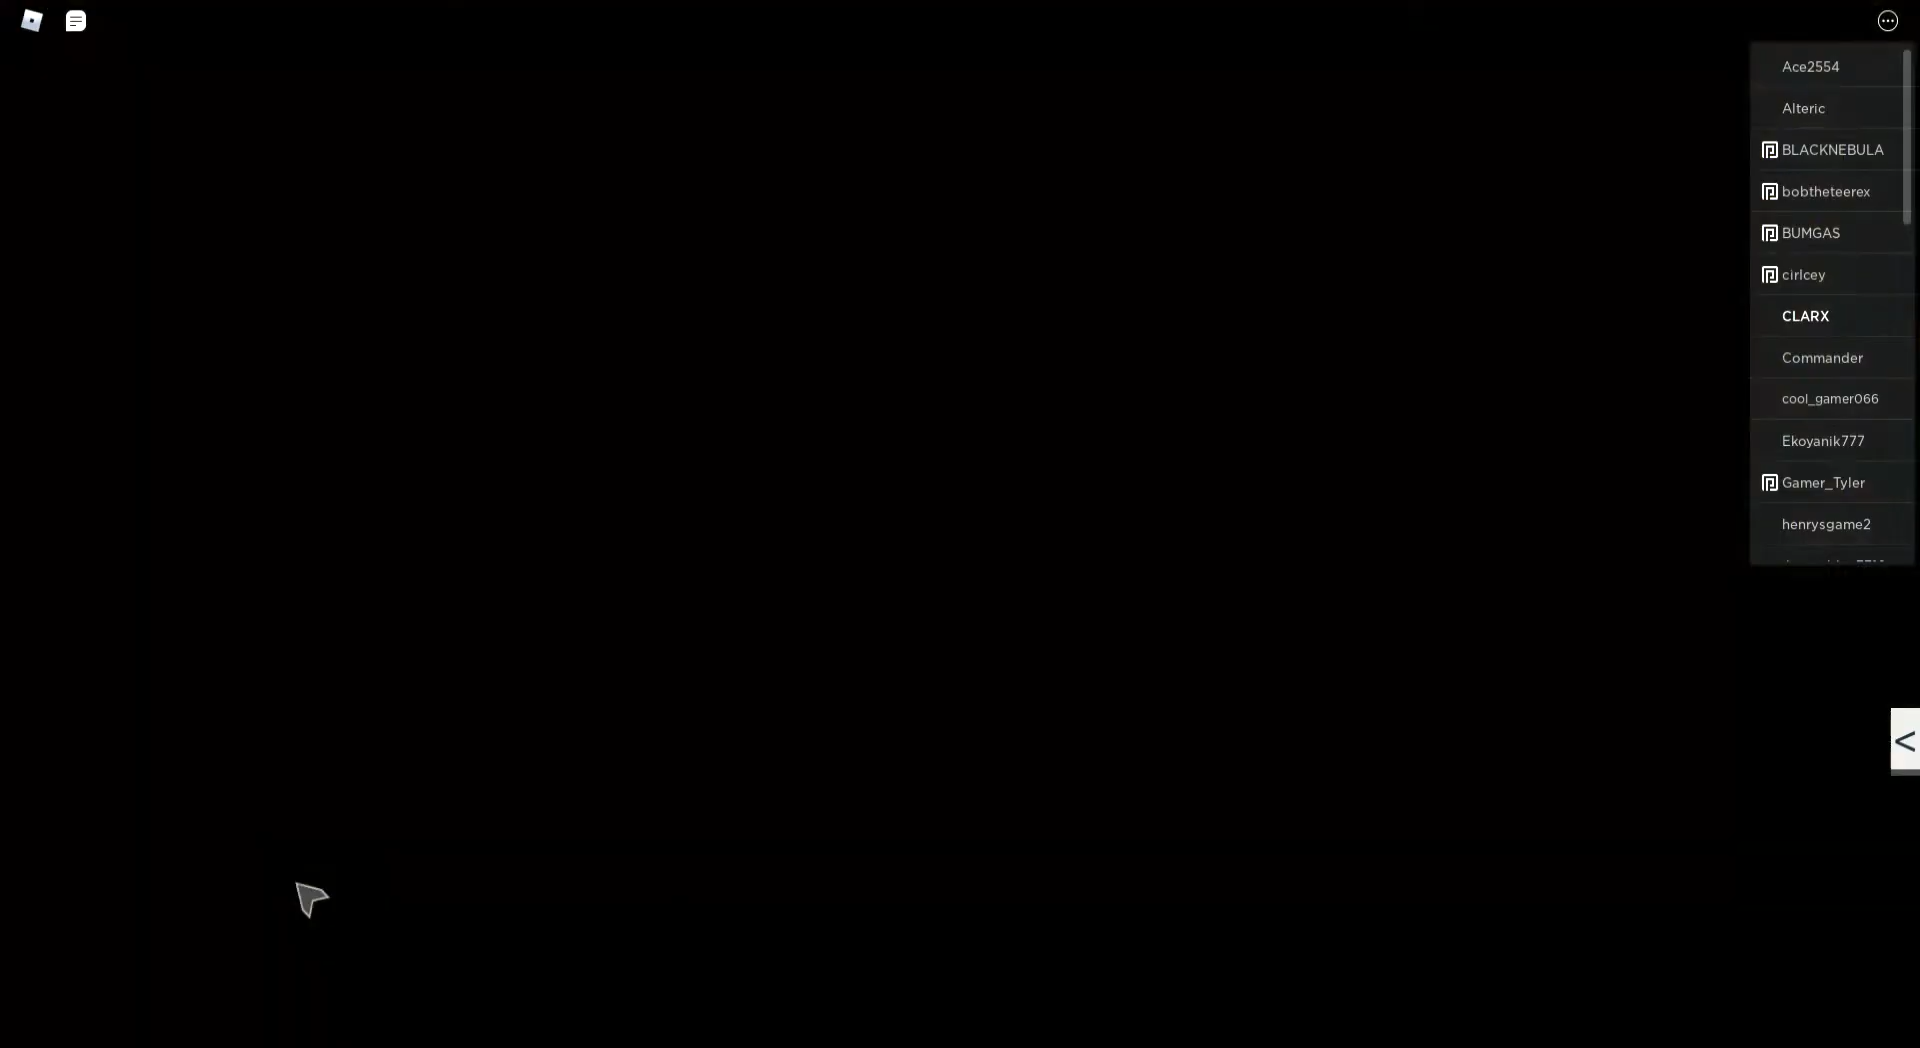 Ace2554
Alteric
BLACKNEBULA
bobtheteerex
BUMGAS
cirlcey
CLARX
Commander
cool_gamer066
Ekoyanik777
Gamer_Tyler
henrysgame2
<